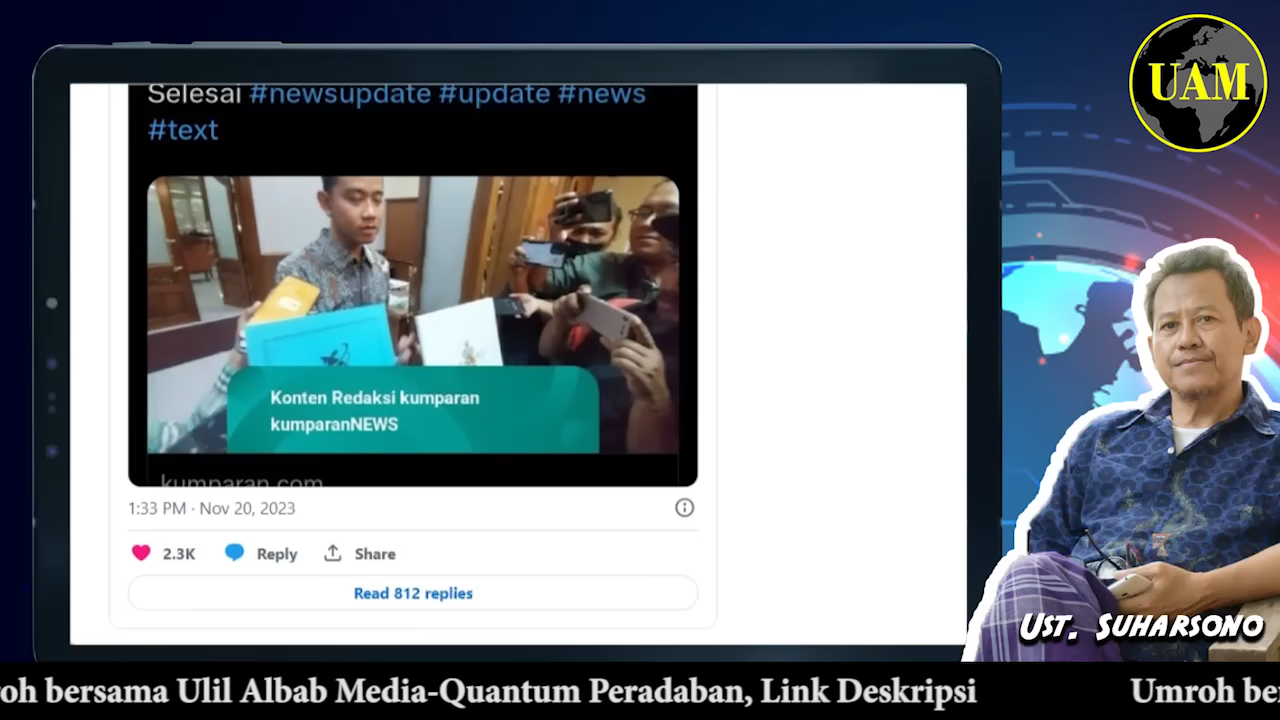 UAM
Selesai #newsupdate #update #news
#text
Konten Redaksi kumparan
kumparanNEWS
kumparan.com
1:33 PM · Nov 20, 2023
2.3K Reply Share
Read 812 replies
UST. SUHARSONO
roh bersama Ulil Albab Media-Quantum Peradaban, Link Deskripsi Umroh be